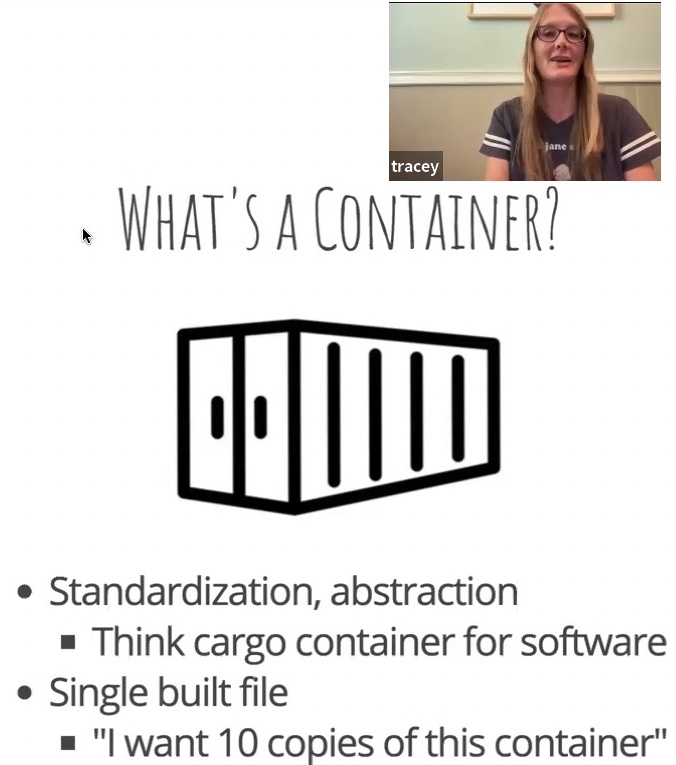 jane
tracey
WHAT'S A CONTAINER?
Standardization, abstraction
Think cargo container for software
Single built file
"I want 10 copies of this container"